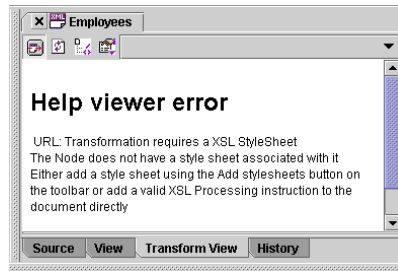 XML Employees
Help viewer error
URL: Transformation requires a XSL StyleSheet
The Node does not have a style sheet associated with it
Either add a style sheet using the Add stylesheets button on
the toolbar or add a valid XSL Processing instruction to the
document directly
Source View Transform View History